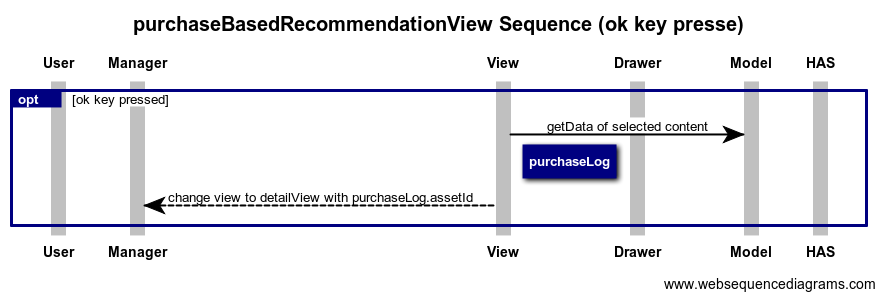 purchaseBasedRecommendationView Sequence (ok key presse)
User Manager View Drawer Model HAS
opt [ok key pressed]
getData of selected content
purchaseLog
change view to detailView with purchaseLog.assetId
User Manager View Drawer Model HAS
www.websequencediagrams.com